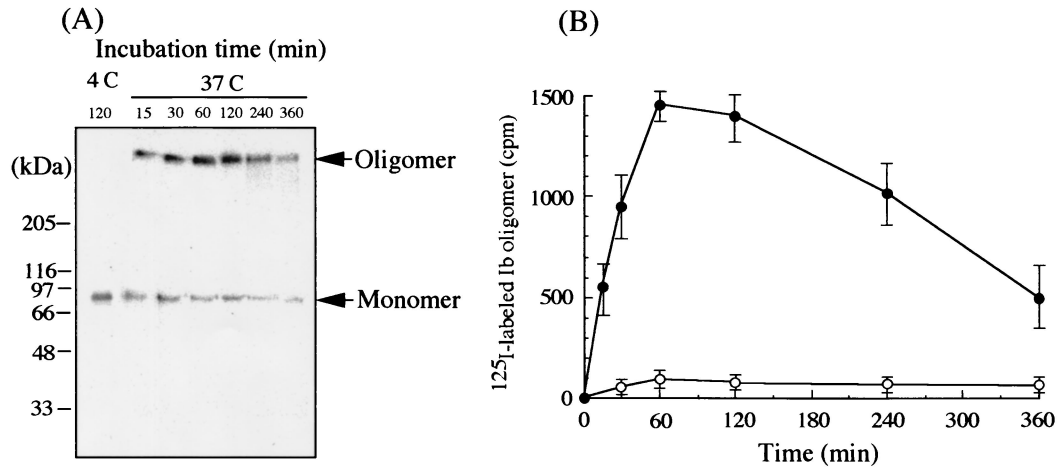 (A)
Incubation time (min)
4 C 37 C
120 15 30 60 120 240 360
(kDa)
Oligomer
205
116
97
Monomer
66
48
33
(B)
125I-labeled Ib oligomer (cpm)
1500
1000
500
0
0 60 120 180 240 300 360
Time (min)